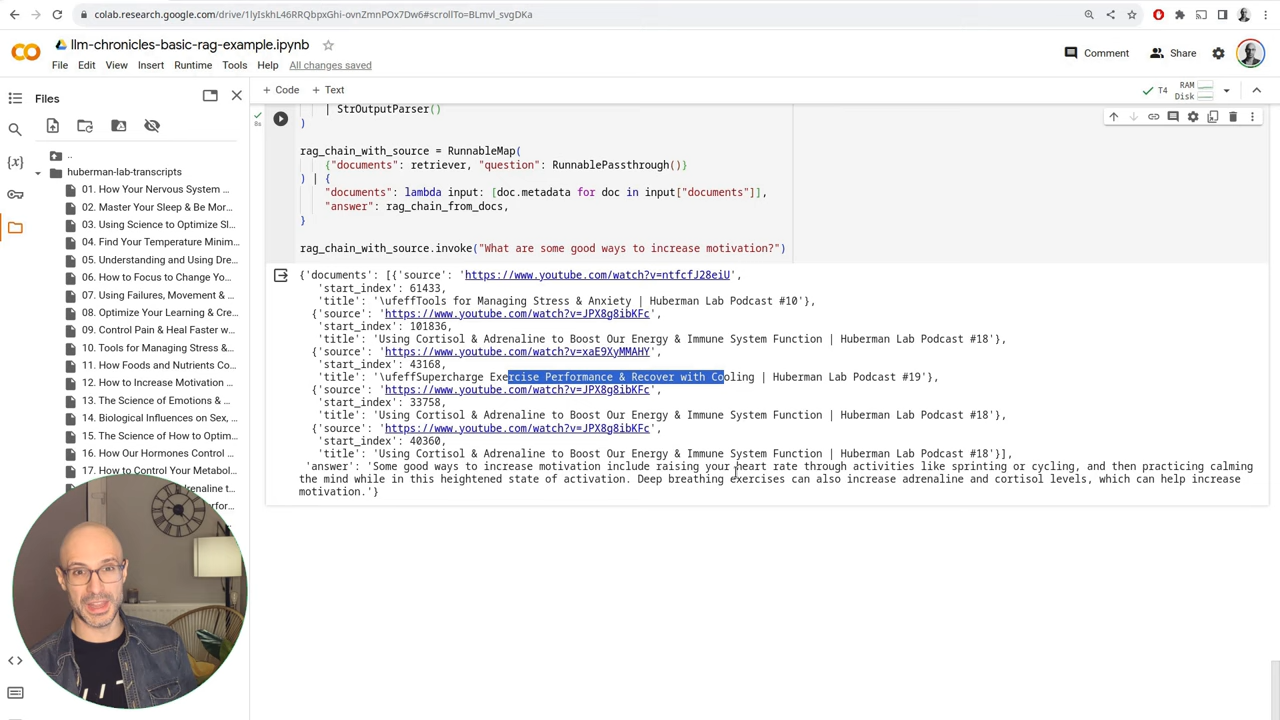 colab.research.google.com/drive/1lyIskhL46RRQbpxGhi-ovnZmnPOx7Dw6#scrollTo=BLmvl_svgDKa
llm-chronicles-basic-rag-example.ipynb
File Edit View Insert Runtime Tools Help All changes saved
Comment
Share
Files
+ Code + Text
T4
RAM
Disk
..
huberman-lab-transcripts
01. How Your Nervous System ...
02. Master Your Sleep & Be Mor...
03. Using Science to Optimize Sl...
04. Find Your Temperature Minim...
05. Understanding and Using Dre...
06. How to Focus to Change Yo...
07. Using Failures, Movement & ...
08. Optimize Your Learning & Cre...
09. Control Pain & Heal Faster w...
10. Tools for Managing Stress &...
11. How Foods and Nutrients Co...
12. How to Increase Motivation ...
13. The Science of Emotions & ...
14. Biological Influences on Sex, ...
15. The Science of How to Optim...
16. How Our Hormones Control ...
17. How to Control Your Metabol...
drenaline t...
rfor...
8s
| StrOutputParser()
)
rag_chain_with_source = RunnableMap(
{"documents": retriever, "question": RunnablePassthrough()}
) | {
"documents": lambda input: [doc.metadata for doc in input["documents"]],
"answer": rag_chain_from_docs,
}
rag_chain_with_source.invoke("What are some good ways to increase motivation?")
{'documents': [{'source': 'https://www.youtube.com/watch?v=ntfcfJ28eiU',
'start_index': 61433,
'title': '\ufeffTools for Managing Stress & Anxiety | Huberman Lab Podcast #10'},
{'source': 'https://www.youtube.com/watch?v=JPX8g8ibKFc',
'start_index': 101836,
'title': 'Using Cortisol & Adrenaline to Boost Our Energy & Immune System Function | Huberman Lab Podcast #18'},
{'source': 'https://www.youtube.com/watch?v=xaE9XyMMAHY',
'start_index': 43168,
'title': '\ufeffSupercharge Exercise Performance & Recover with Cooling | Huberman Lab Podcast #19'},
{'source': 'https://www.youtube.com/watch?v=JPX8g8ibKFc',
'start_index': 33758,
'title': 'Using Cortisol & Adrenaline to Boost Our Energy & Immune System Function | Huberman Lab Podcast #18'},
{'source': 'https://www.youtube.com/watch?v=JPX8g8ibKFc',
'start_index': 40360,
'title': 'Using Cortisol & Adrenaline to Boost Our Energy & Immune System Function | Huberman Lab Podcast #18'}],
'answer': 'Some good ways to increase motivation include raising your heart rate through activities like sprinting or cycling, and then practicing calming
the mind while in this heightened state of activation. Deep breathing exercises can also increase adrenaline and cortisol levels, which can help increase
motivation.'}